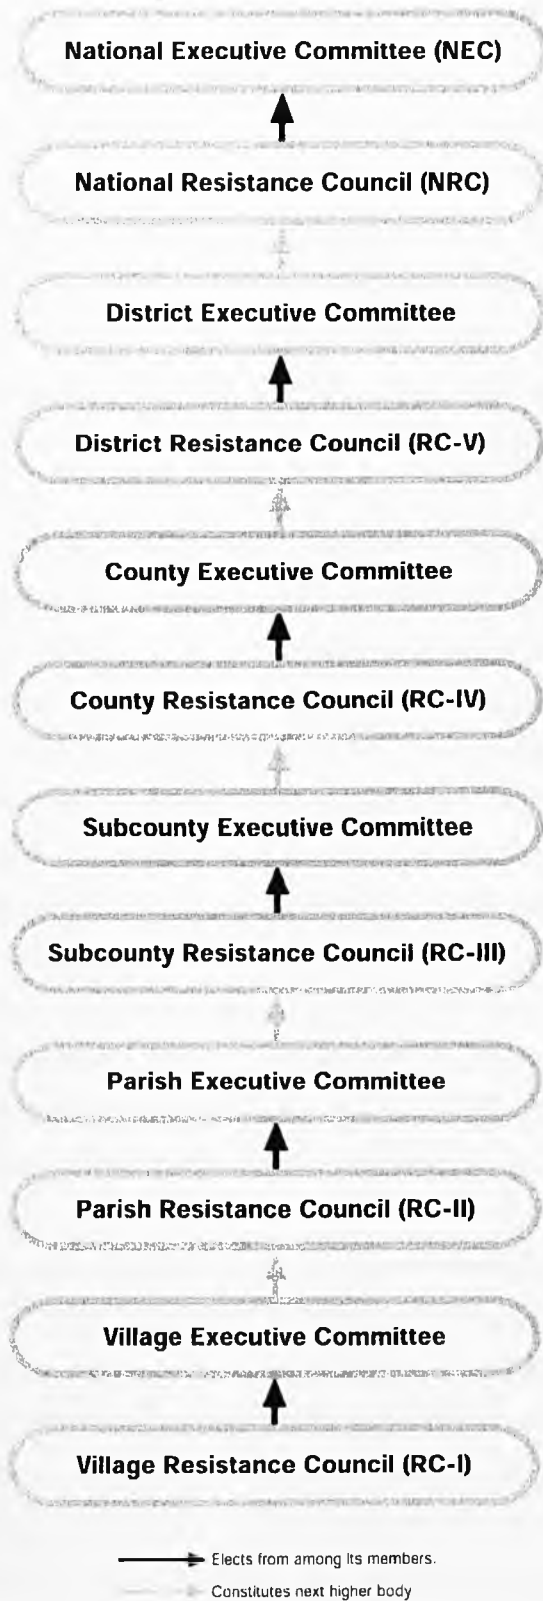 National Executive Committee (NEC)
National Resistance Council (NRC)
District Executive Committee
District Resistance Council (RC-V)
County Executive Committee
County Resistance Council (RC-IV)
Subcounty Executive Committee
Subcounty Resistance Council (RC-III)
Parish Executive Committee
Parish Resistance Council (RC-II)
Village Executive Committee
Village Resistance Council (RC-I)
Elects from among its members.
Constitutes next higher body